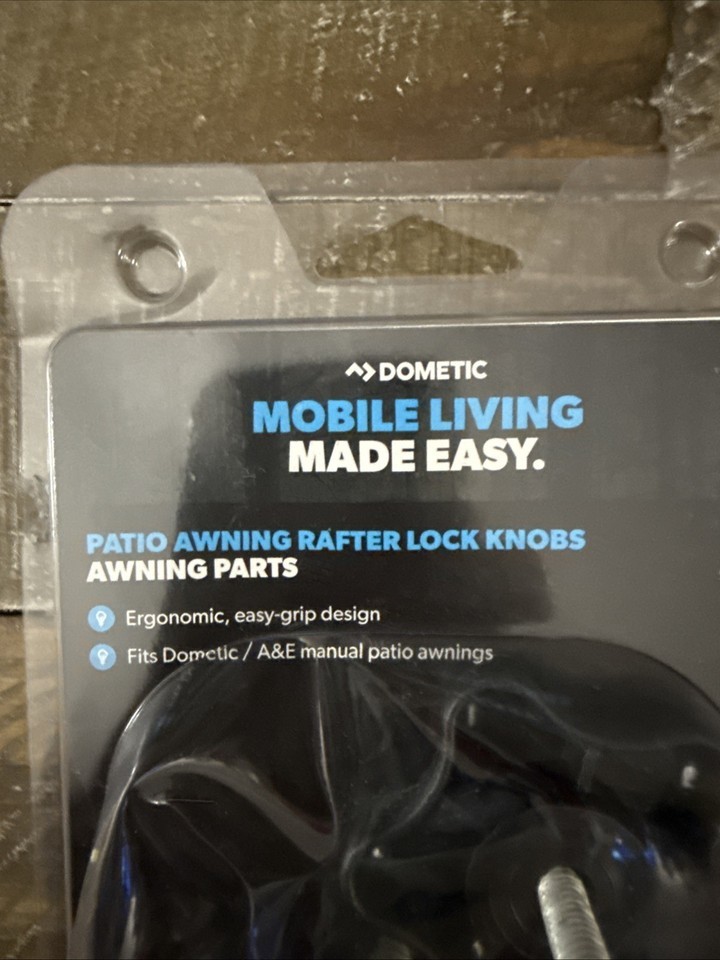 DOMETIC
MOBILE LIVING
MADE EASY.
PATIO AWNING RAFTER LOCK KNOBS
AWNING PARTS
Ergonomic, easy-grip design
Fits Dometic / A&E manual patio awnings